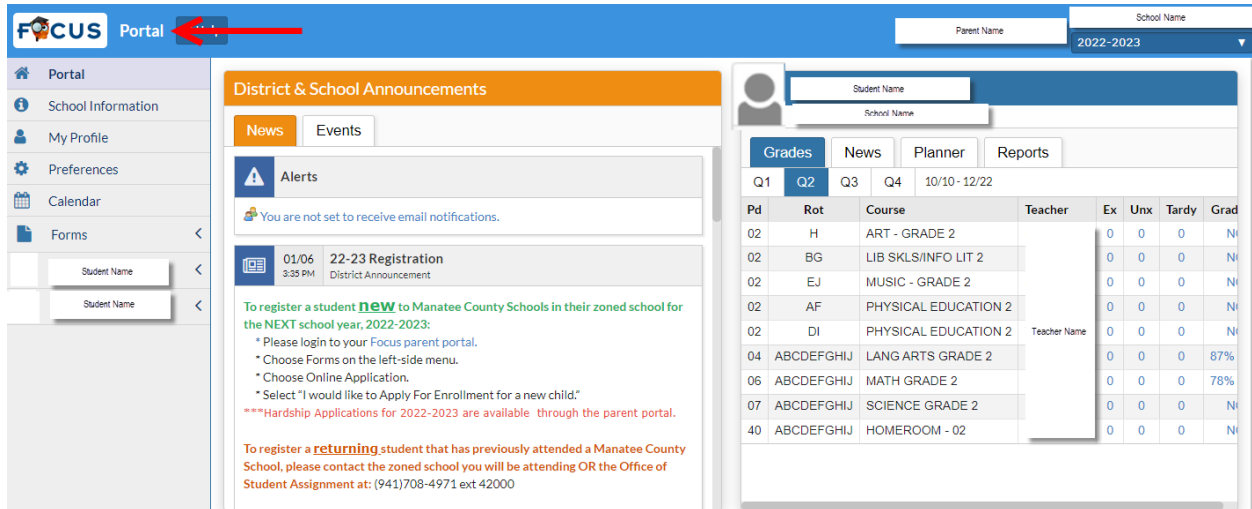 FOCUS
Portal
Parent Name
School Name
2022-2023
Portal
School Information
My Profile
Preferences
Calendar
Forms
Student Name
Student Name
District & School Announcements
News Events
Alerts
You are not set to receive email notifications.
01/06 22-23 Registration
3:35 PM District Announcement
To register a student new to Manatee County Schools in their zoned school for
the NEXT school year, 2022-2023:
* Please login to your Focus parent portal.
* Choose Forms on the left-side menu.
* Choose Online Application.
* Select “I would like to Apply For Enrollment for a new child.”
***Hardship Applications for 2022-2023 are available through the parent portal.
To register a returning student that has previously attended a Manatee County
School, please contact the zoned school you will be attending OR the Office of
Student Assignment at: (941)708-4971 ext 42000
Student Name
School Name
Grades News Planner Reports
Q1 Q2 Q3 Q4 10/10 - 12/22
Pd Rot Course Teacher Ex Unx Tardy Grad
02 H ART - GRADE 2 0 0 0
02 BG LIB SKLS/INFO LIT 2 0 0 0
02 EJ MUSIC - GRADE 2 0 0 0
02 AF PHYSICAL EDUCATION 2 0 0 0
02 DI PHYSICAL EDUCATION 2 Teacher Name 0 0 0
04 ABCDEFGHIJ LANG ARTS GRADE 2 0 0 0 87%
06 ABCDEFGHIJ MATH GRADE 2 0 0 0 78%
07 ABCDEFGHIJ SCIENCE GRADE 2 0 0 0
40 ABCDEFGHIJ HOMEROOM - 02 0 0 0